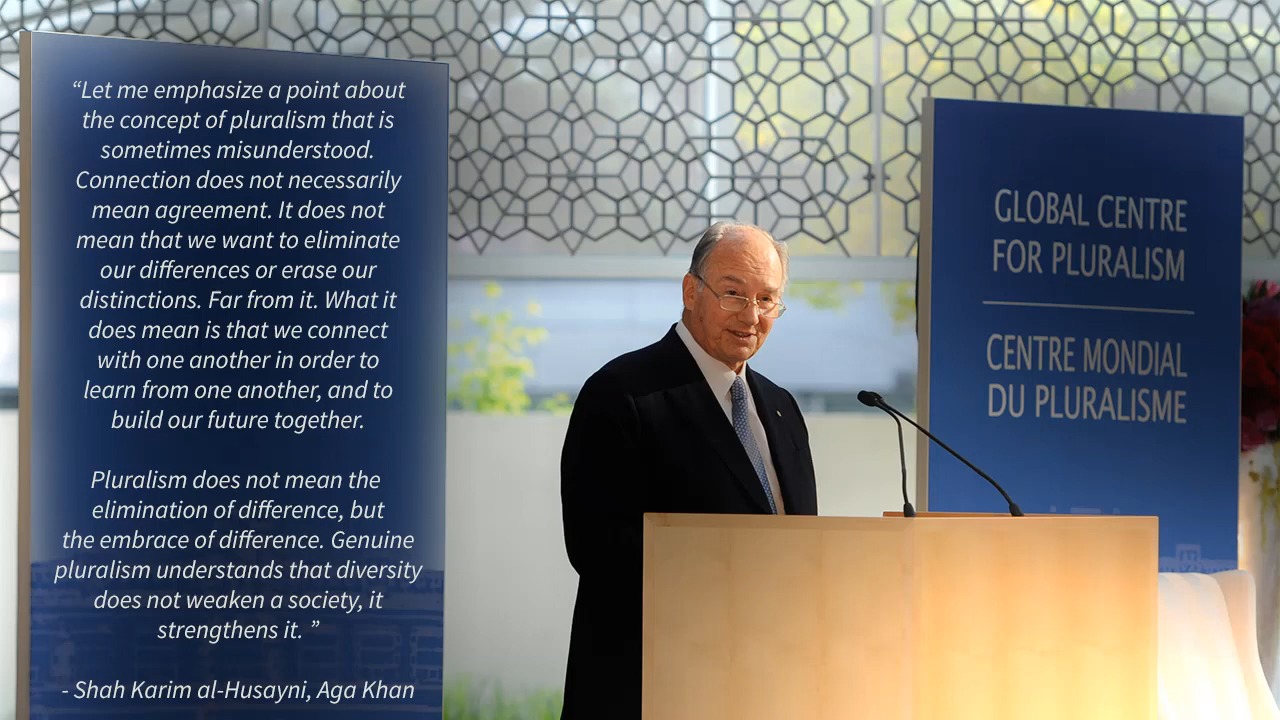 “Let me emphasize a point about
the concept of pluralism that is
sometimes misunderstood.
Connection does not necessarily
mean agreement. It does not
mean that we want to eliminate
our differences or erase our
distinctions. Far from it. What it
does mean is that we connect
with one another in order to
learn from one another, and to
build our future together.
Pluralism does not mean the
elimination of difference, but
the embrace of difference. Genuine
pluralism understands that diversity
does not weaken a society, it
strengthens it. ”
- Shah Karim al-Husayni, Aga Khan
GLOBAL CENTRE
FOR PLURALISM
CENTRE MONDIAL
DU PLURALISME